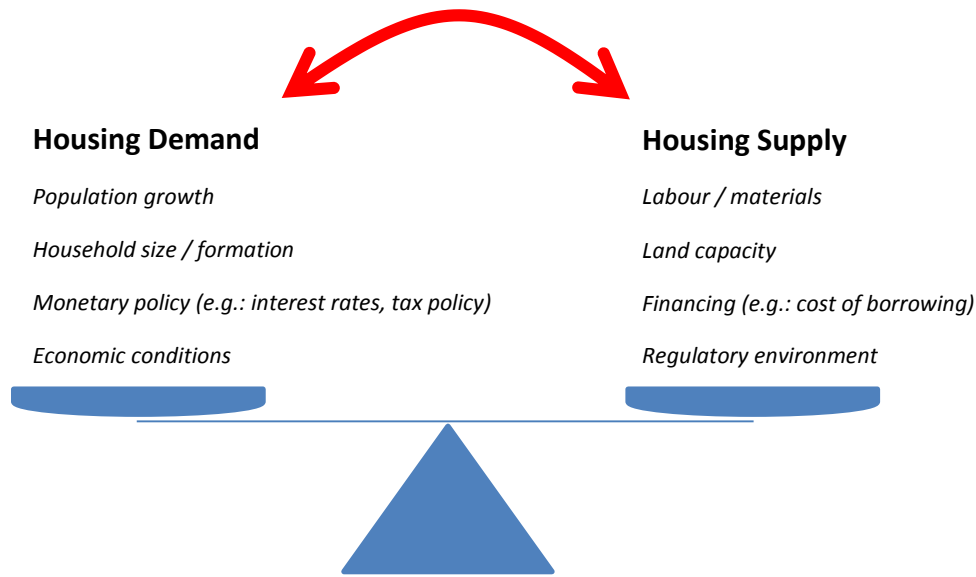 Housing Demand
Population growth
Household size / formation
Monetary policy (e.g.: interest rates, tax policy)
Economic conditions
Housing Supply
Labour / materials
Land capacity
Financing (e.g.: cost of borrowing)
Regulatory environment